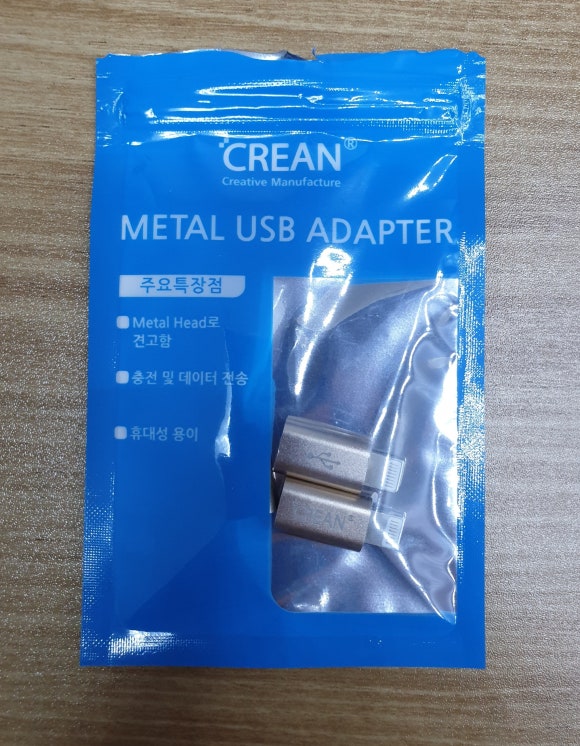 CREAN®
Creative Manufacture
METAL USB ADAPTER
주요특장점
Metal Head로
견고함
충전 및 데이터 전송
휴대성 용이
CREAN